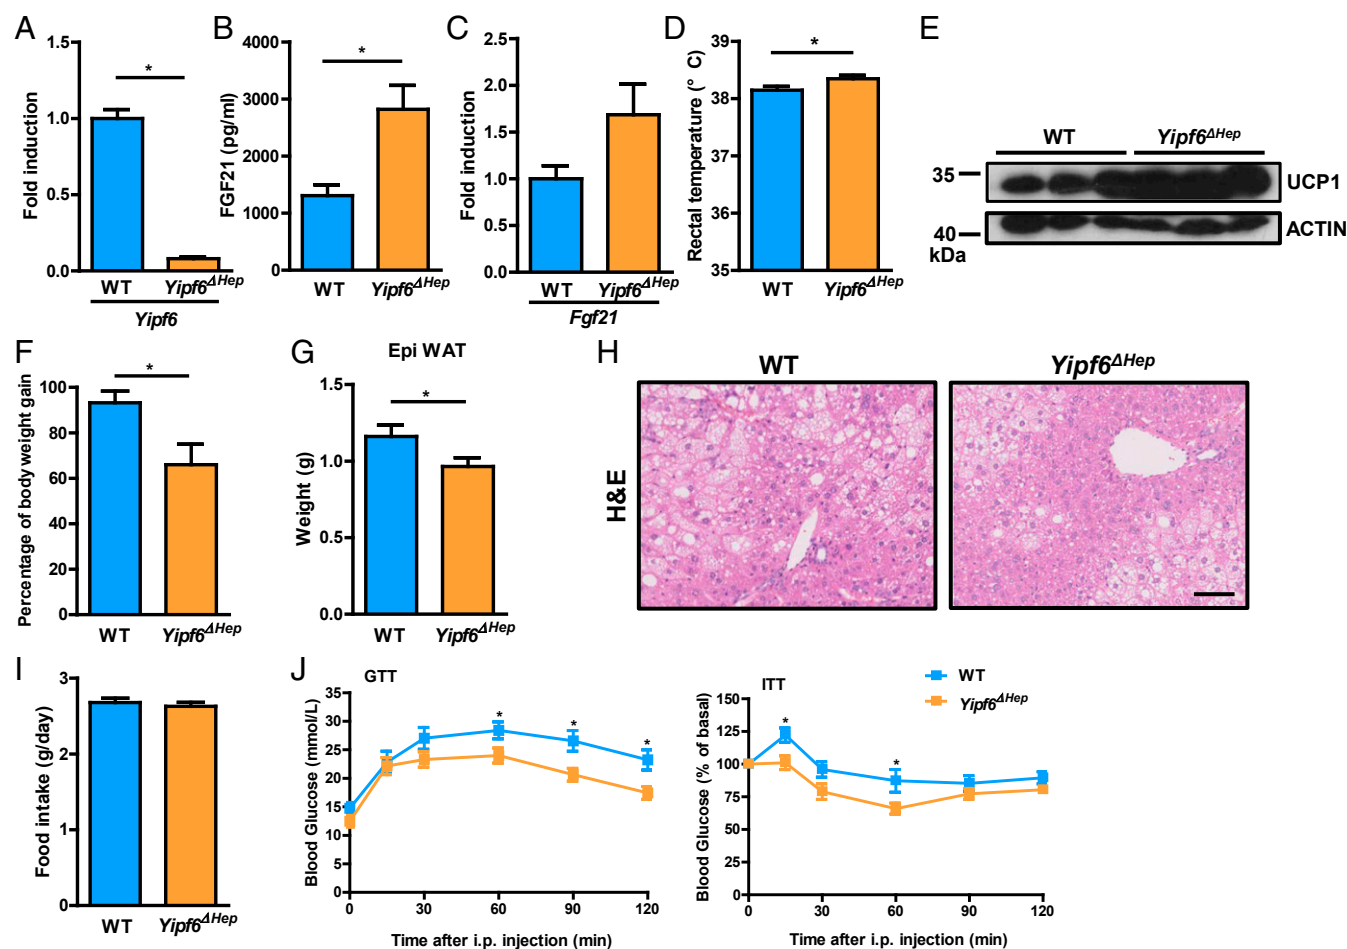 A
Fold induction
1.5
1.0
0.5
0.0
*
WT
Yipf6ΔHep
Yipf6
B
FGF21 (pg/ml)
4000
3000
2000
1000
0
*
WT
Yipf6ΔHep
C
Fold induction
2.5
2.0
1.5
1.0
0.5
0.0
WT
Yipf6ΔHep
Fgf21
D
Rectal temperature (° C)
39
38
37
36
35
*
WT
Yipf6ΔHep
E
WT
Yipf6ΔHep
35
UCP1
40
ACTIN
kDa
F
Percentage of body weight gain
100
80
60
40
20
0
*
WT
Yipf6ΔHep
G
Epi WAT
Weight (g)
1.5
1.0
0.5
0.0
*
WT
Yipf6ΔHep
H
WT
Yipf6ΔHep
H&E
I
Food intake (g/day)
3
2
1
0
WT
Yipf6ΔHep
J
GTT
Blood Glucose (mmol/L)
35
30
25
20
15
10
5
0
* * *
0 30 60 90 120
Time after i.p. injection (min)
ITT
WT
Yipf6ΔHep
Blood Glucose (% of basal)
150
125
100
75
50
25
0
* *
0 30 60 90 120
Time after i.p. injection (min)